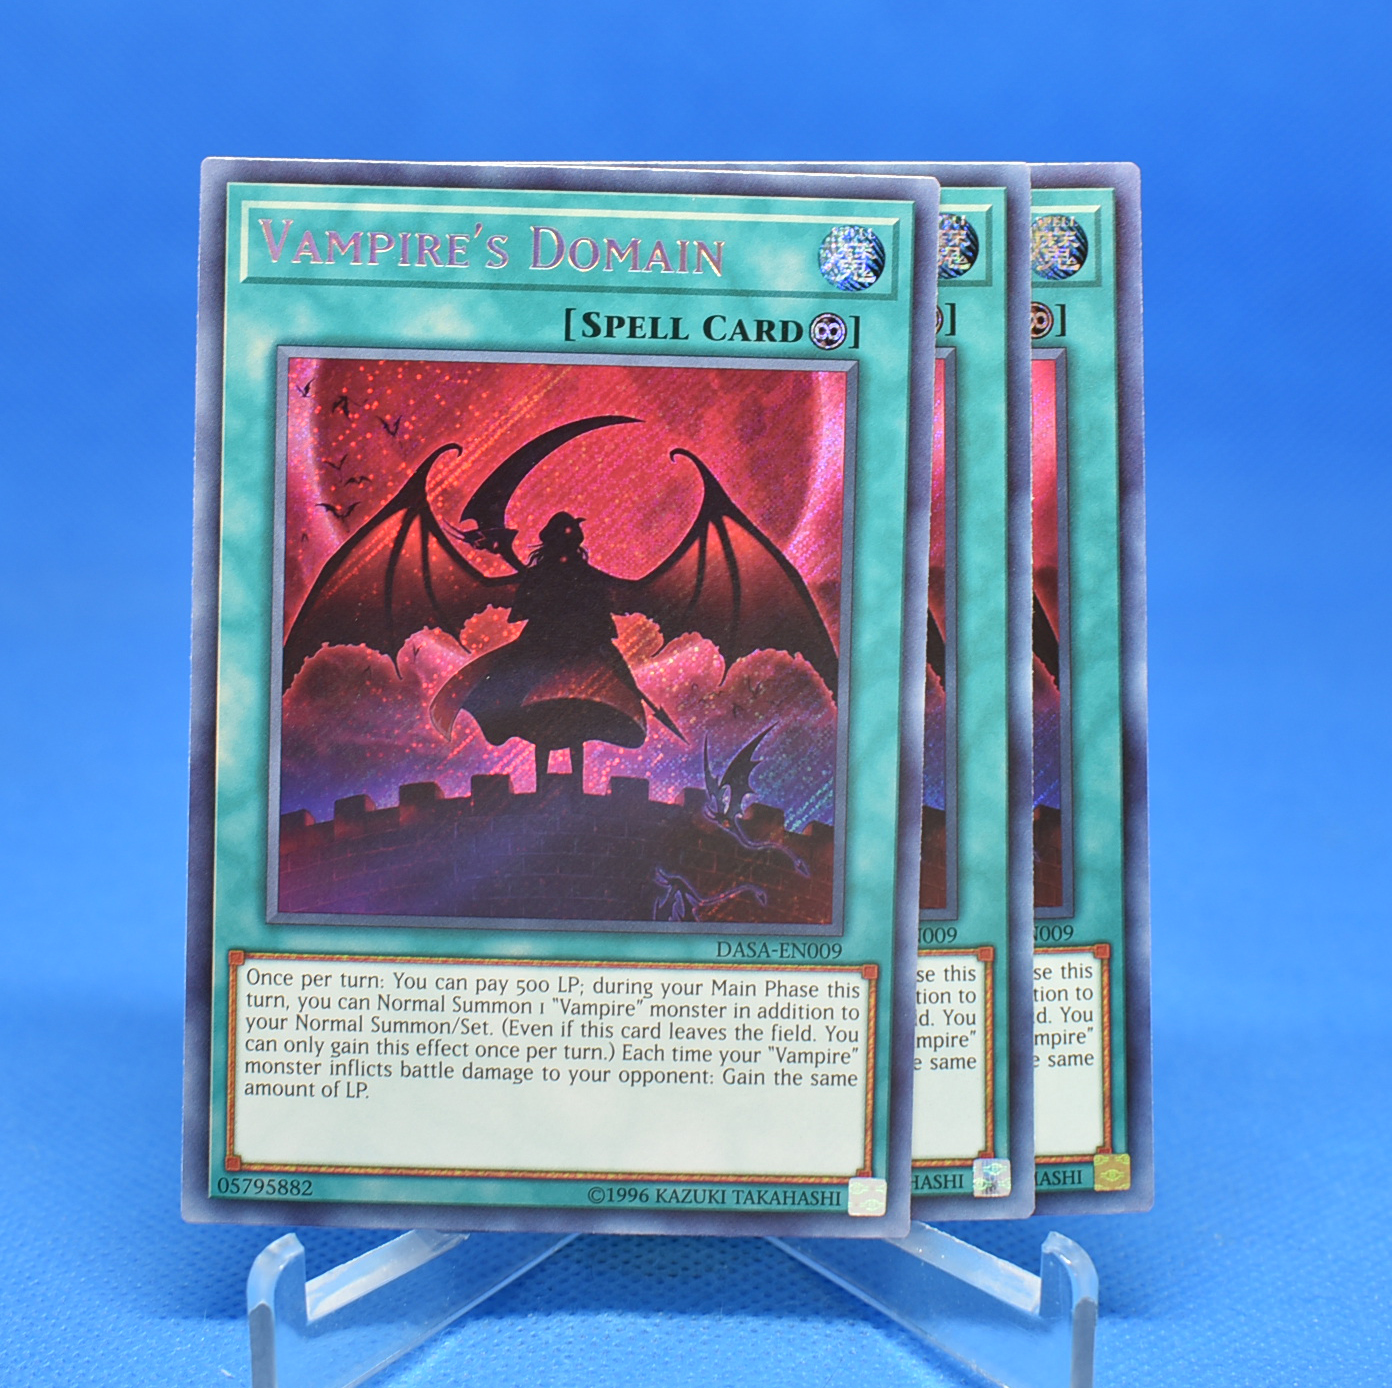 VAMPIRE'S DOMAIN
SPELL
[SPELL CARD]
DASA-EN009
Once per turn: You can pay 500 LP; during your Main Phase this
turn, you can Normal Summon 1 "Vampire" monster in addition to
your Normal Summon/Set. (Even if this card leaves the field. You
can only gain this effect once per turn.) Each time your "Vampire"
monster inflicts battle damage to your opponent: Gain the same
amount of LP.
05795882
©1996 KAZUKI TAKAHASHI
]
N009
se this
tion to
d. You
mpire"
e same
HASHI
SPELL
]
N009
se this
tion to
d. You
mpire"
e same
AHASHI